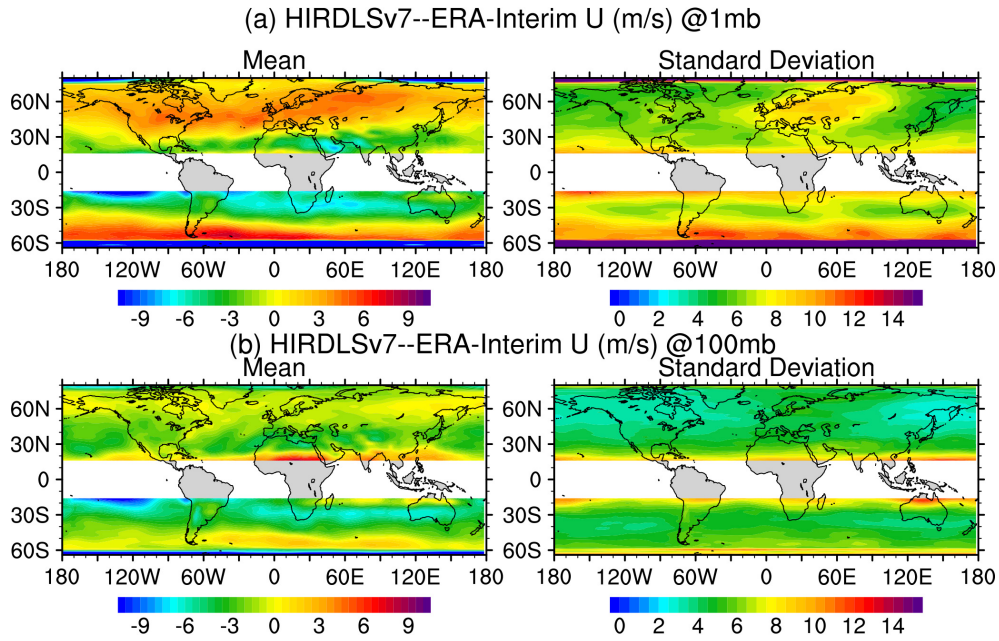 (a) HIRDLSv7--ERA-Interim U (m/s) @1mb
Mean Standard Deviation
60N 60N
30N 30N
0 0
30S 30S
60S 60S
180 120W 60W 0 60E 120E 180 180 120W 60W 0 60E 120E 180
-9 -6 -3 0 3 6 9 0 2 4 6 8 10 12 14
(b) HIRDLSv7--ERA-Interim U (m/s) @100mb
Mean Standard Deviation
60N 60N
30N 30N
0 0
30S 30S
60S 60S
180 120W 60W 0 60E 120E 180 180 120W 60W 0 60E 120E 180
-9 -6 -3 0 3 6 9 0 2 4 6 8 10 12 14